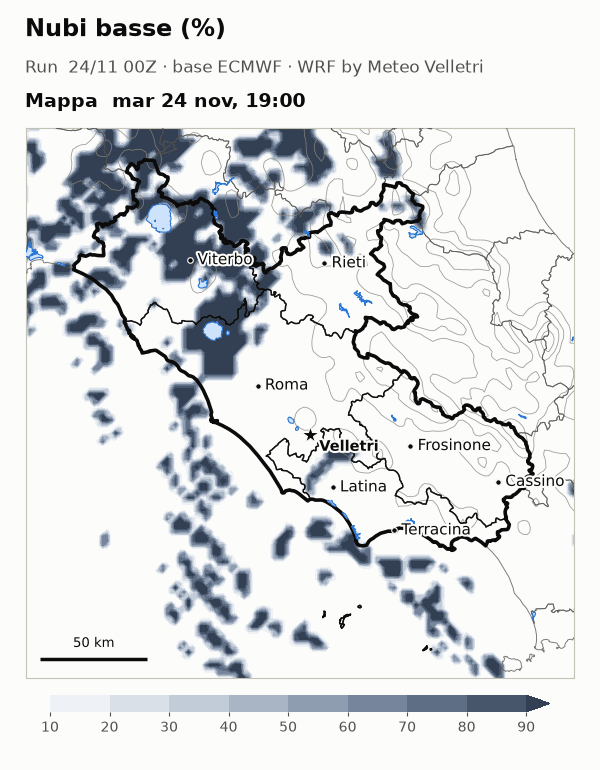 Nubi basse (%)
Run  24/11 00Z · base ECMWF · WRF by Meteo Velletri
Mappa  mar 24 nov, 19:00
Viterbo
Rieti
Roma
Velletri
Frosinone
Latina
Cassino
Terracina
50 km
10 20 30 40 50 60 70 80 90